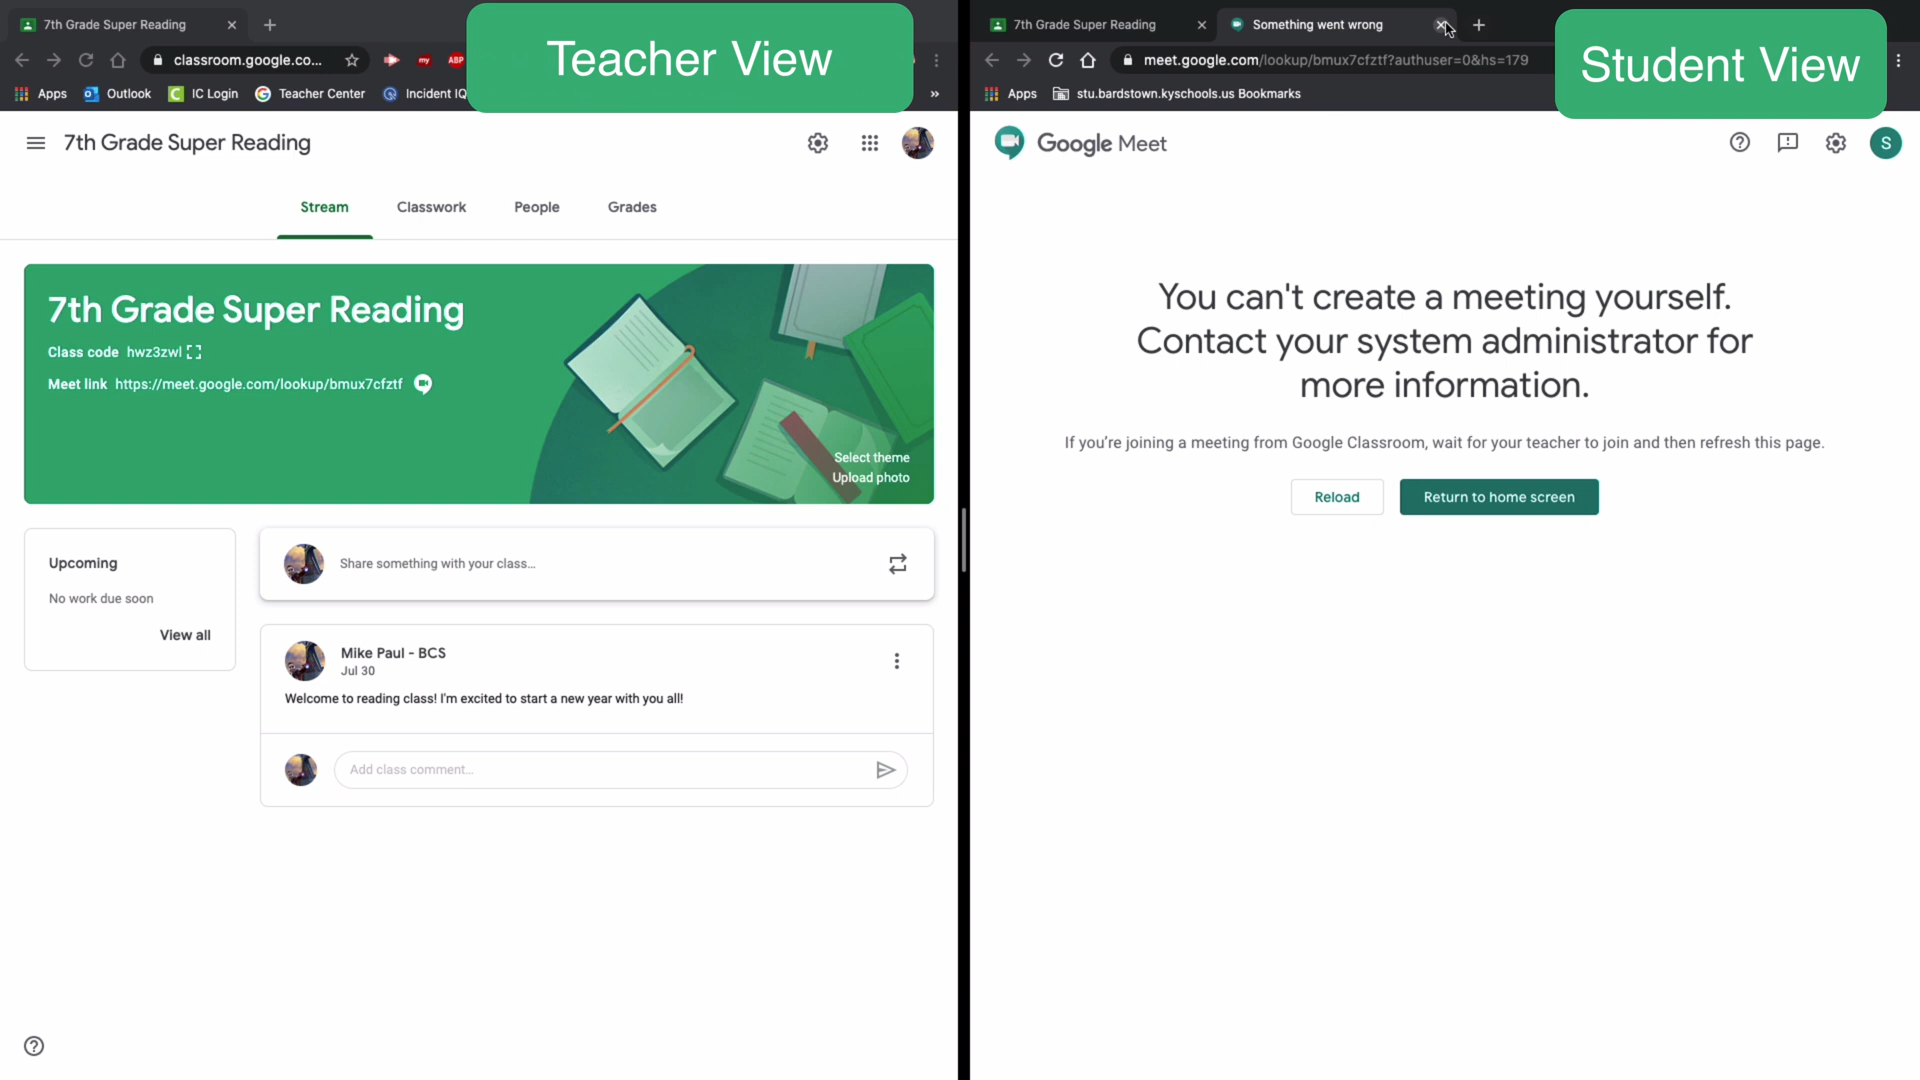 7th Grade Super Reading
Teacher View
classroom.google.co...
my
ABP
Apps
Outlook
IC Login
Teacher Center
Incident IQ
»
7th Grade Super Reading
Stream
Classwork
People
Grades
7th Grade Super Reading
Class code hwz3zwl
Meet link https://meet.google.com/lookup/bmux7cfztf
Select theme
Upload photo
Upcoming
No work due soon
View all
Share something with your class...
Mike Paul - BCS
Jul 30
Welcome to reading class! I'm excited to start a new year with you all!
Add class comment...
7th Grade Super Reading
Something went wrong
Student View
meet.google.com/lookup/bmux7cfztf?authuser=0&hs=179
Apps
stu.bardstown.kyschools.us Bookmarks
Google Meet
S
You can't create a meeting yourself.
Contact your system administrator for
more information.
If you're joining a meeting from Google Classroom, wait for your teacher to join and then refresh this page.
Reload
Return to home screen